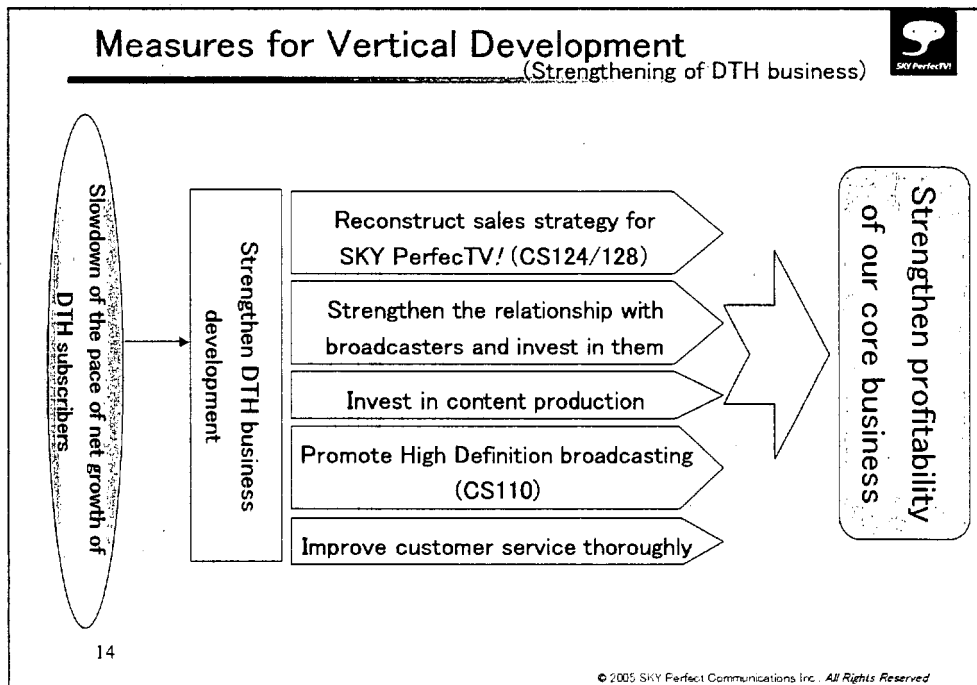 Measures for Vertical Development
(Strengthening of DTH business)
SKY PerfecTV!
Slowdown of the pace of net growth of
DTH subscribers
Strengthen DTH business
development
Reconstruct sales strategy for
SKY PerfecTV! (CS124/128)
Strengthen the relationship with
broadcasters and invest in them
Invest in content production
Promote High Definition broadcasting
(CS110)
Improve customer service thoroughly
Strengthen profitability
of our core business
14
© 2005 SKY Perfect Communications Inc. All Rights Reserved